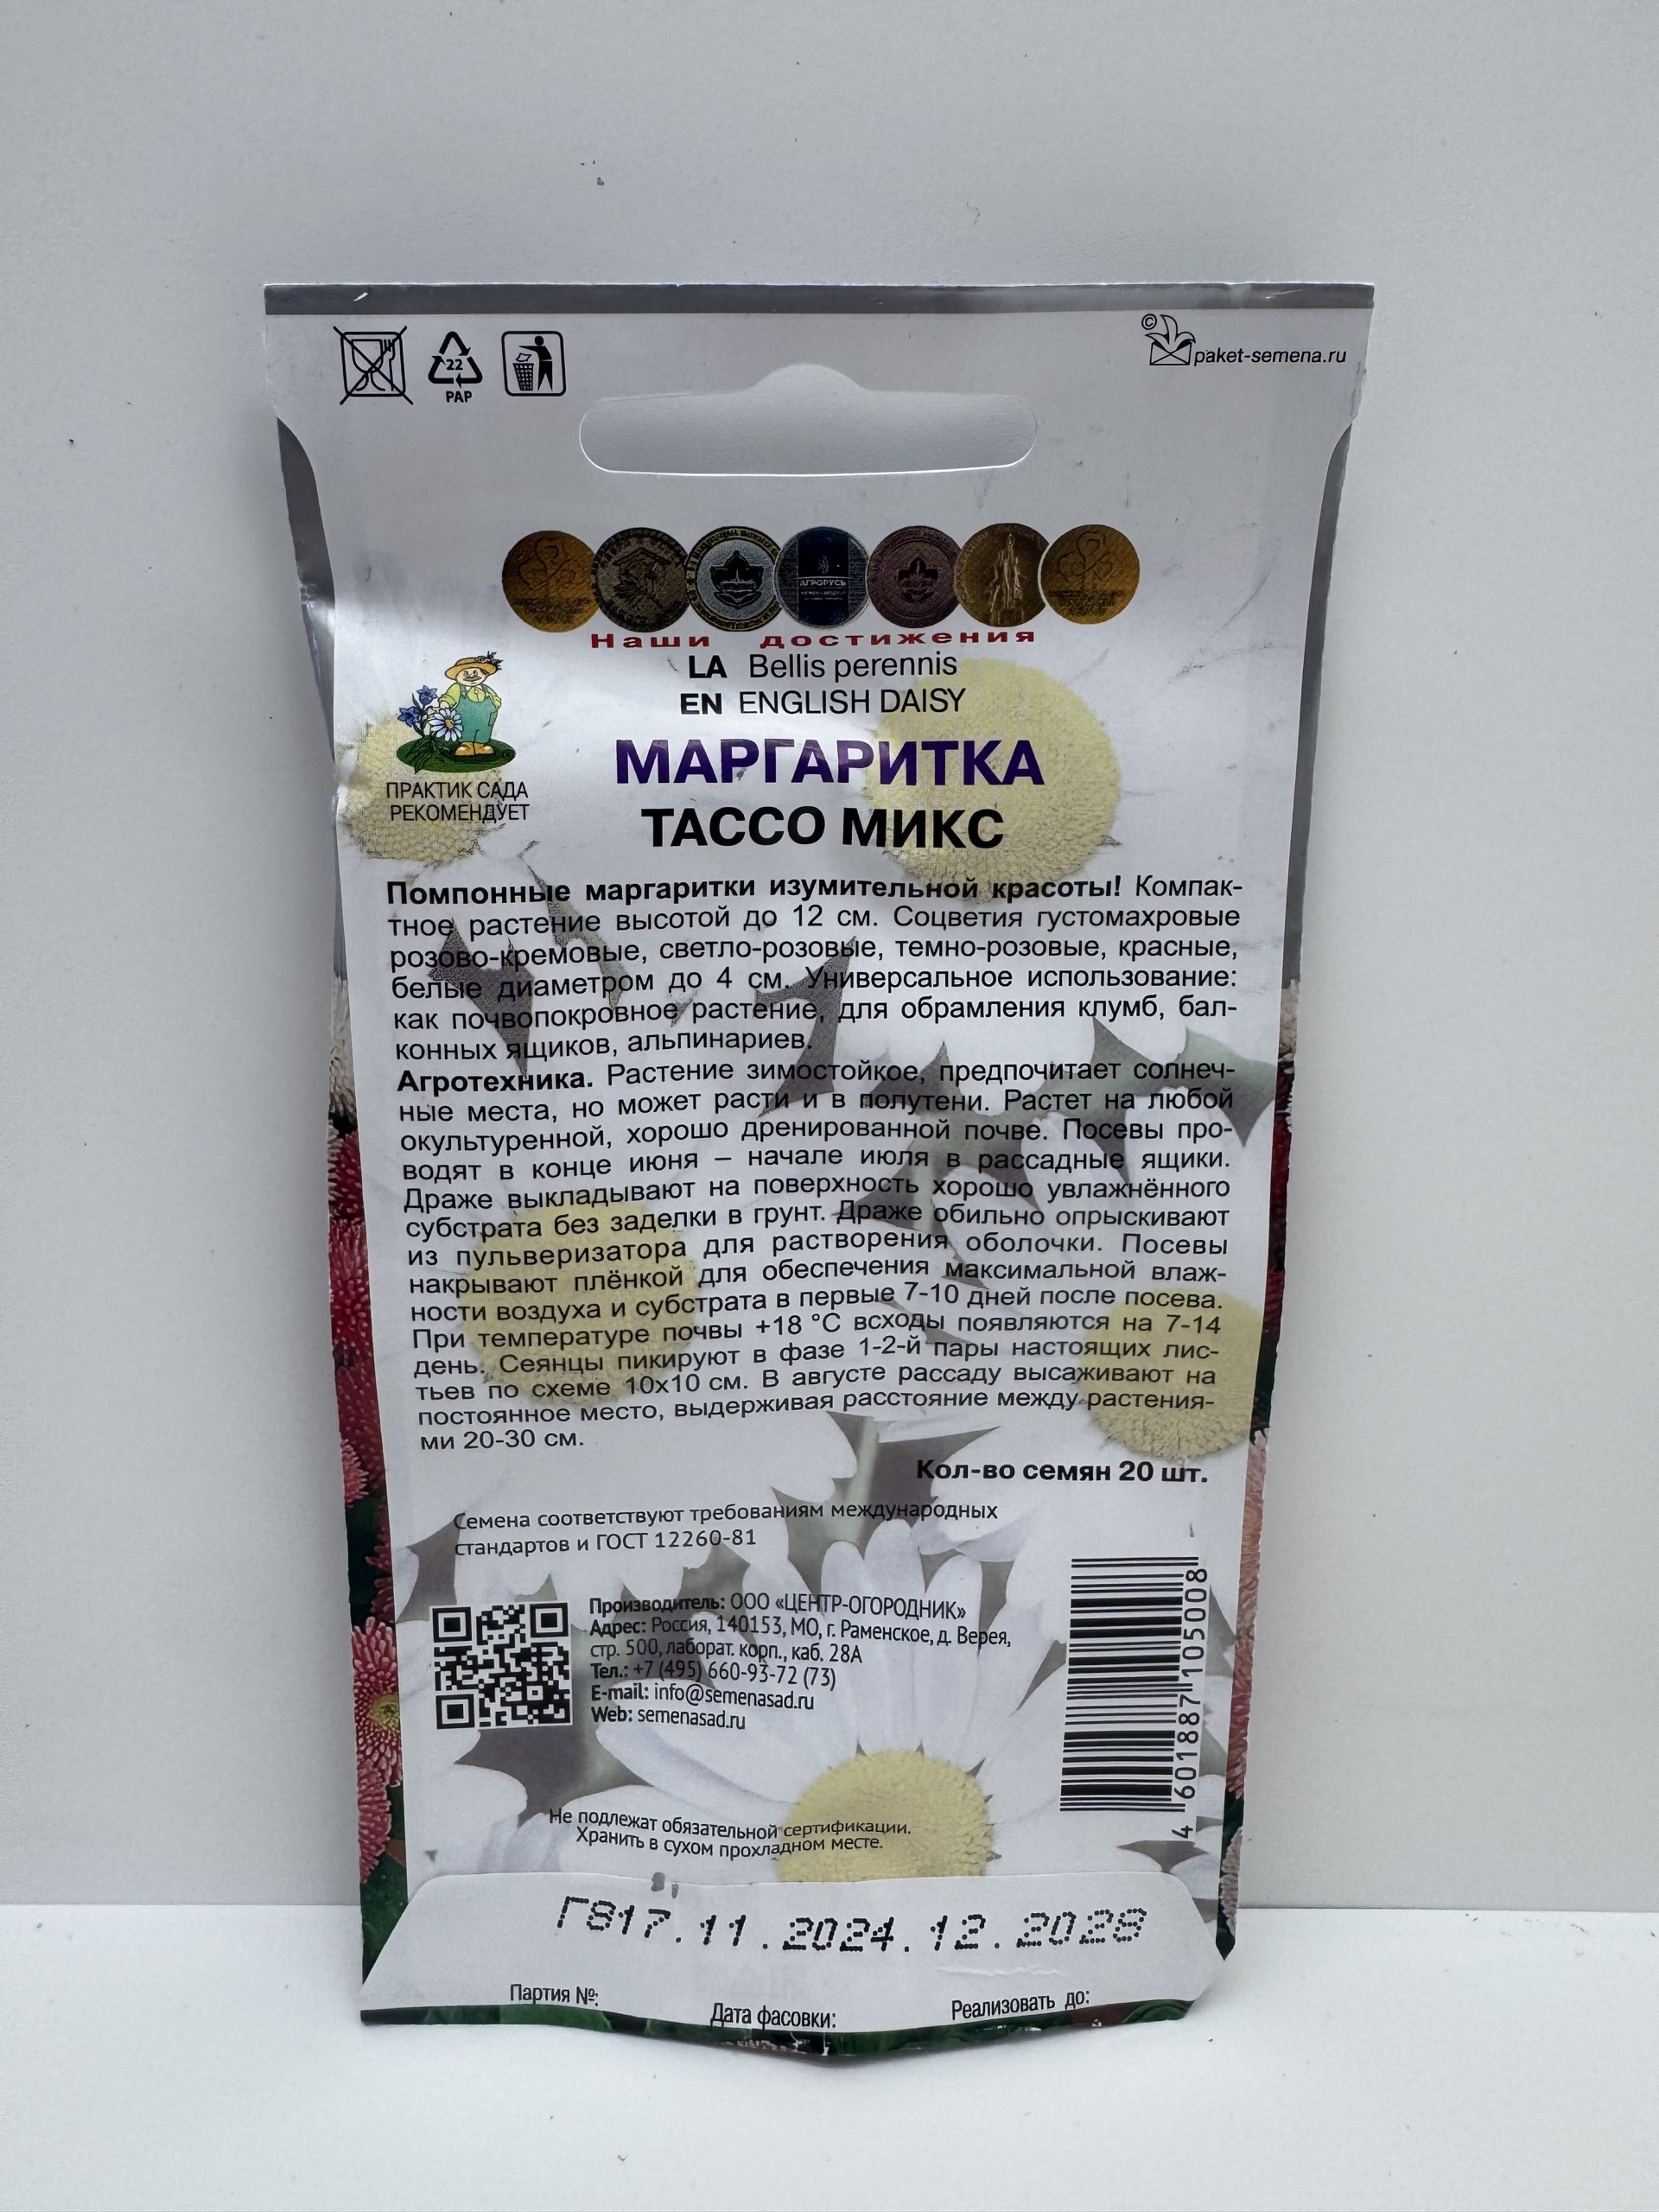 22
PAP
© paket-semena.ru
АГРОРУСЬ
Наши достижения
LA Bellis perennis
EN ENGLISH DAISY
ПРАКТИК САДА
РЕКОМЕНДУЕТ
МАРГАРИТКА
ТАССО МИКС
Помпонные маргаритки изумительной красоты! Компак-
тное растение высотой до 12 см. Соцветия густомахровые
розово-кремовые, светло-розовые, темно-розовые, красные,
белые диаметром до 4 см. Универсальное использование:
как почвопокровное растение, для обрамления клумб, бал-
конных ящиков, альпинариев.
Агротехника. Растение зимостойкое, предпочитает солнеч-
ные места, но может расти и в полутени. Растет на любой
окультуренной, хорошо дренированной почве. Посевы про-
водят в конце июня – начале июля в рассадные ящики.
Драже выкладывают на поверхность хорошо увлажнённого
субстрата без заделки в грунт. Драже обильно опрыскивают
из пульверизатора для растворения оболочки. Посевы
накрывают плёнкой для обеспечения максимальной влаж-
ности воздуха и субстрата в первые 7-10 дней после посева.
При температуре почвы +18 °С всходы появляются на 7-14
день. Сеянцы пикируют в фазе 1-2-й пары настоящих лис-
тьев по схеме 10х10 см. В августе рассаду высаживают на
постоянное место, выдерживая расстояние между растения-
ми 20-30 см.
Кол-во семян 20 шт.
Семена соответствуют требованиям международных
стандартов и ГОСТ 12260-81
Производитель: ООО «ЦЕНТР-ОГОРОДНИК»
Адрес: Россия, 140153, МО, г. Раменское, д. Верея,
стр. 500, лаборат. корп., каб. 28А
Тел.: +7 (495) 660-93-72 (73)
E-mail: info@semenasad.ru
Web: semenasad.ru
4 601887 105008
Не подлежат обязательной сертификации.
Хранить в сухом прохладном месте.
Г817.11.2024.12.2028
Партия №:
Дата фасовки:
Реализовать до: